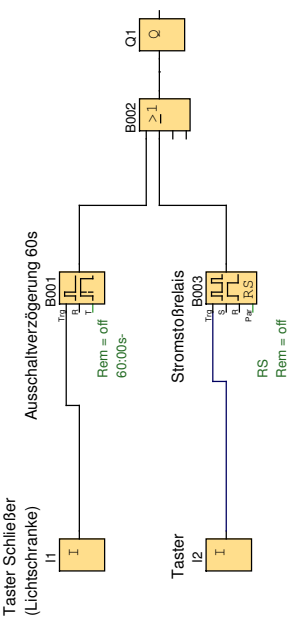 Taster Schließer
(Lichtschranke)
I1
I
Ausschaltverzögerung 60s
B001
Trg
R
T
Rem = off
60:00s-
Taster
I2
I
Stromstoßrelais
B003
Trg
S
R
Par
RS
RS
Rem = off
B002
>1
Q1
Q